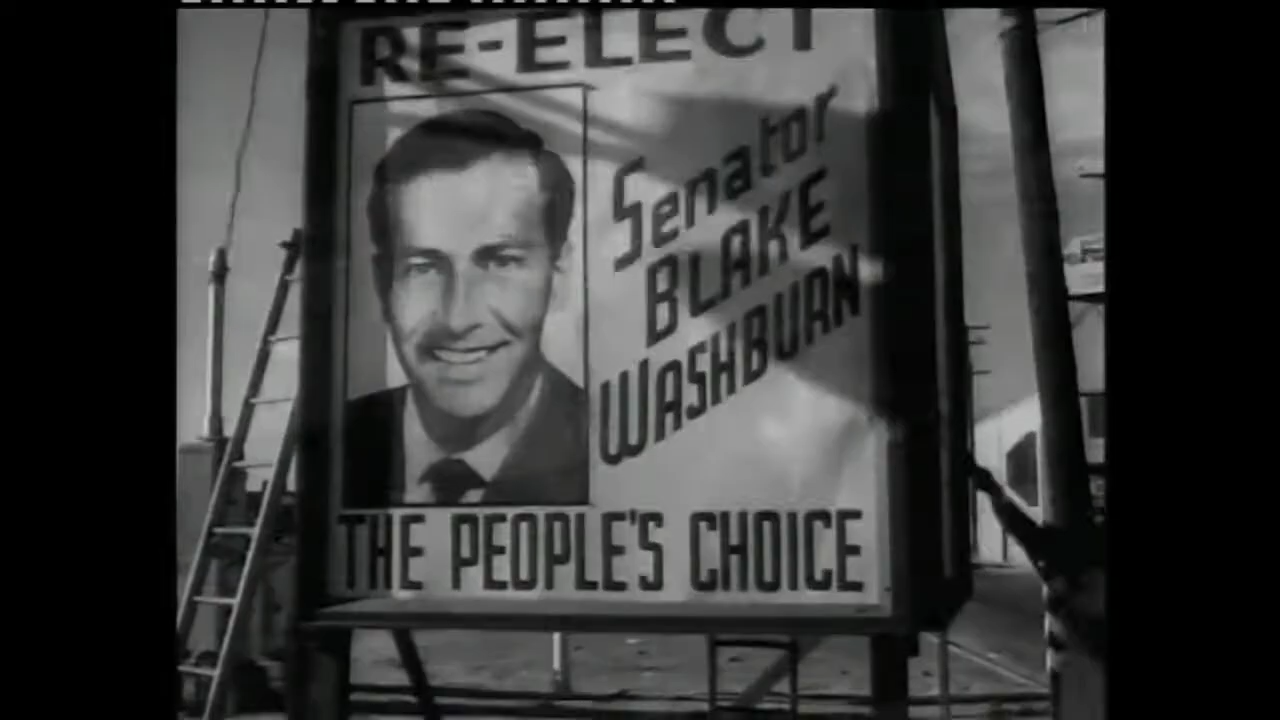 RE-ELECT
Senator
BLAKE
WASHBURN
THE PEOPLE'S CHOICE